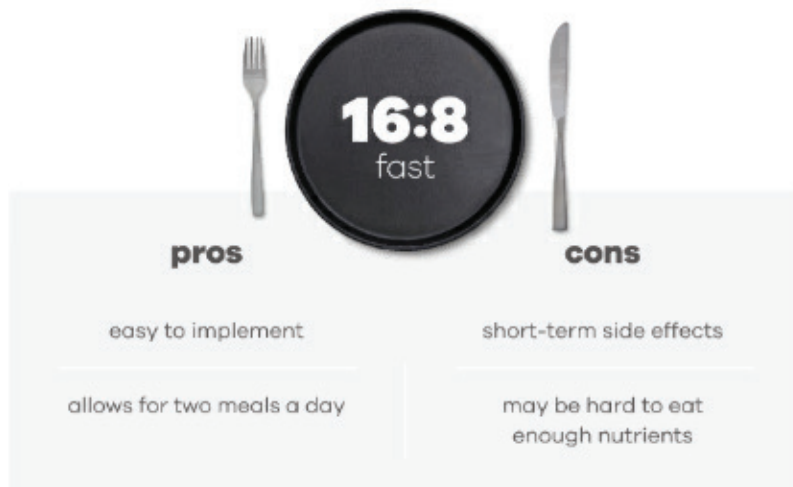 16:8
fast
pros
cons
easy to implement
short-term side effects
allows for two meals a day
may be hard to eat
enough nutrients